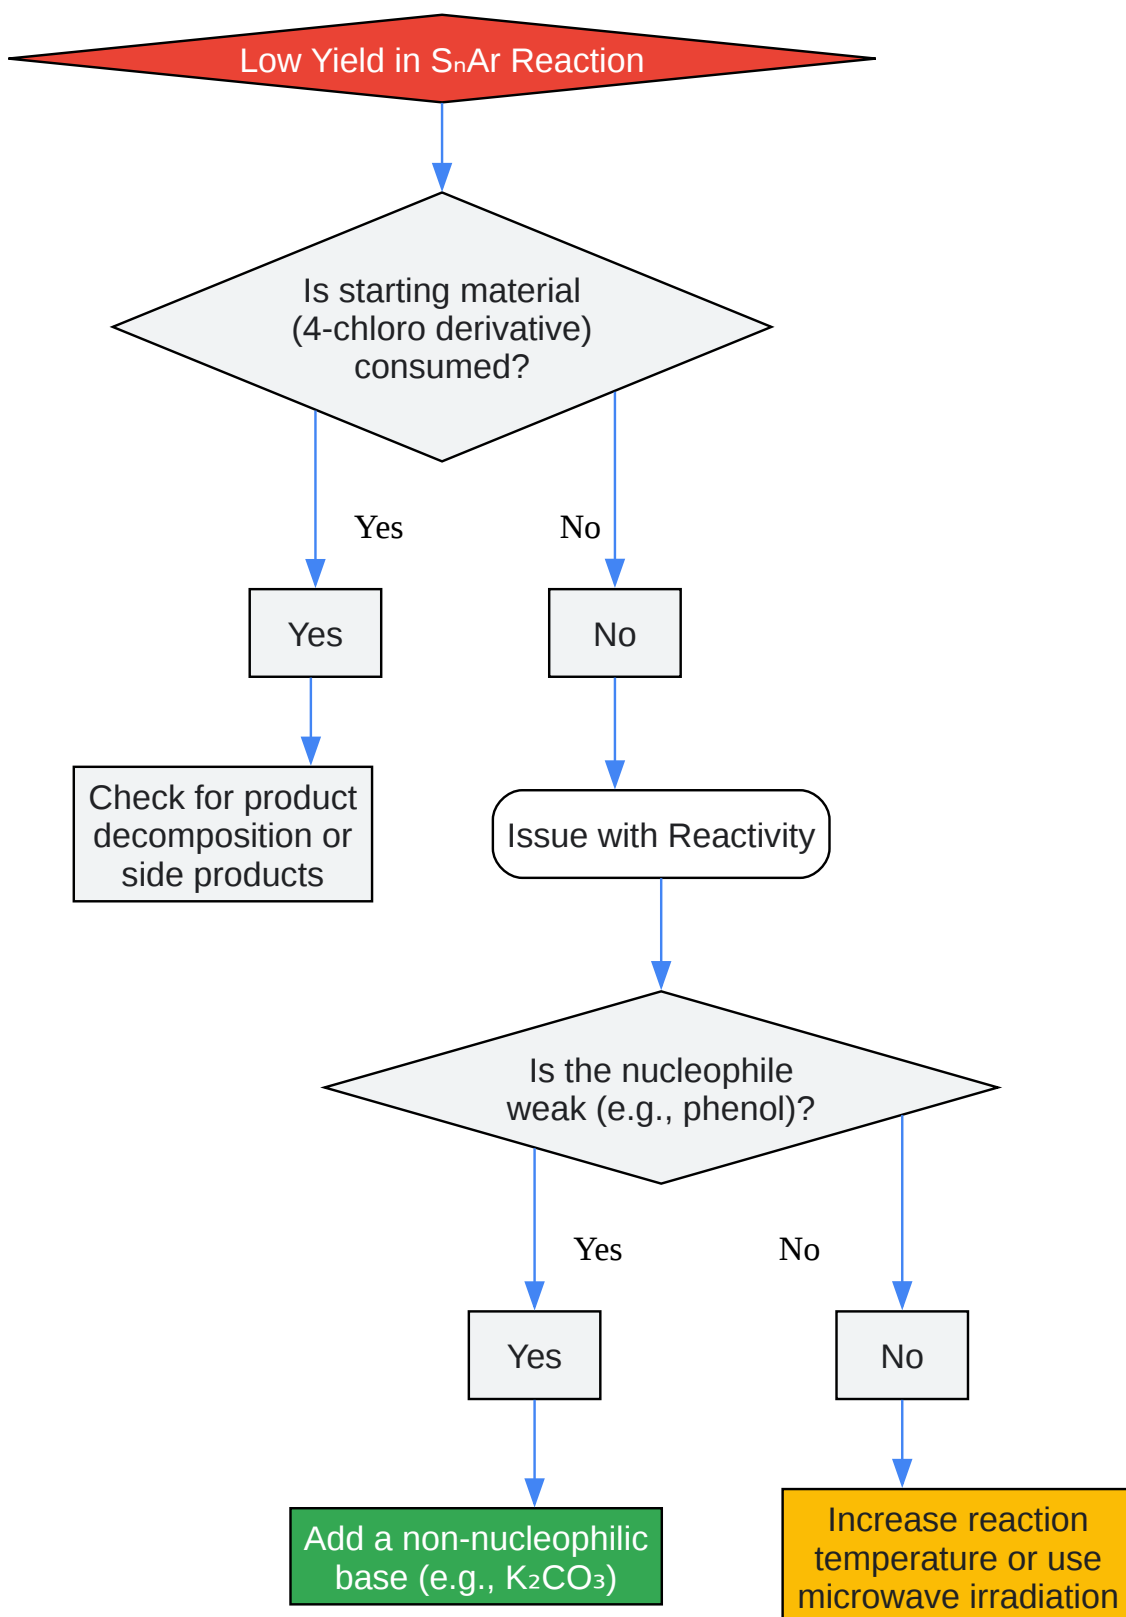 Low Yield in SₙAr Reaction
Is starting material
(4-chloro derivative)
consumed?
Yes
No
Yes
No
Check for product
decomposition or
side products
Issue with Reactivity
Is the nucleophile
weak (e.g., phenol)?
Yes
No
Yes
No
Add a non-nucleophilic
base (e.g., K₂CO₃)
Increase reaction
temperature or use
microwave irradiation